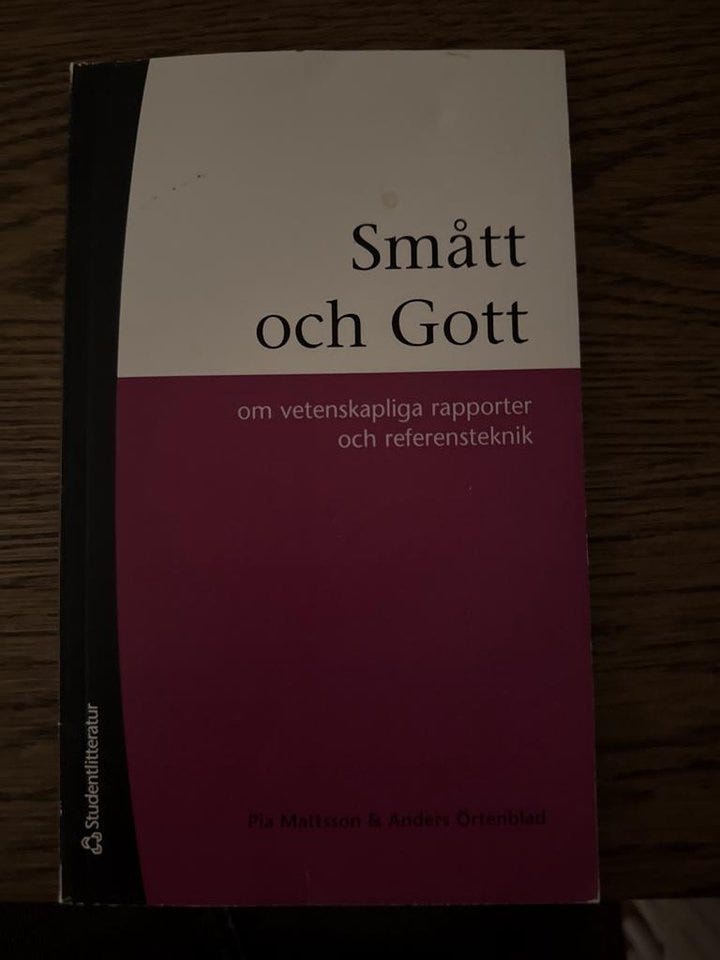 Smått
och Gott
om vetenskapliga rapporter
och referensteknik
Pia Mattsson & Anders Örtenblad
Studentlitteratur